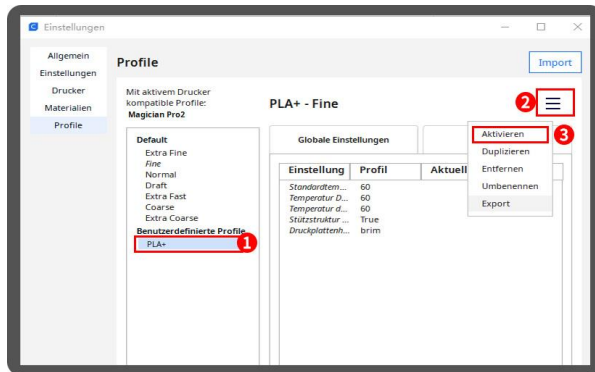 Einstellungen
Allgemein
Einstellungen
Drucker
Materialien
Profile
Profile
Import
Mit aktivem Drucker
kompatible Profile:
Magician Pro2
PLA+ - Fine
2
Default
Extra Fine
Fine
Normal
Draft
Extra Fast
Coarse
Extra Coarse
Benutzerdefinierte Profile
PLA+
1
Globale Einstellungen
Aktivieren
3
Duplizieren
Entfernen
Umbenennen
Export
Einstellung Profil Aktuell
Standardtem... 60
Temperatur D... 60
Temperatur d... 60
Stützstruktur ... True
Druckplattenh... brim